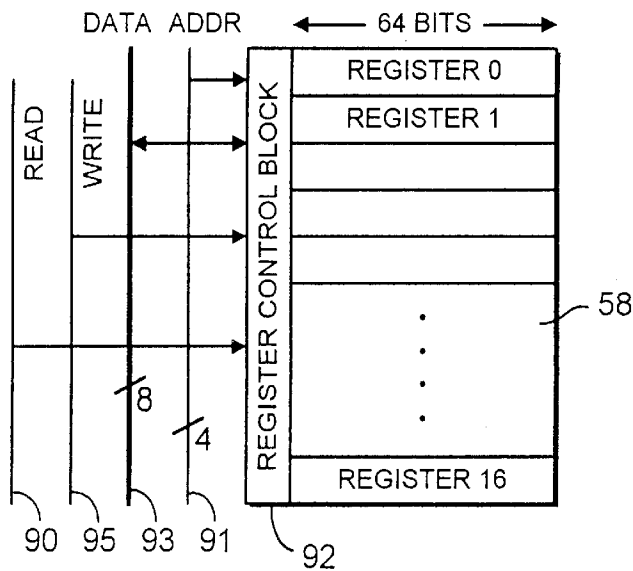 DATA ADDR
64 BITS
READ
WRITE
REGISTER CONTROL BLOCK
REGISTER 0
REGISTER 1
58
8
4
REGISTER 16
90
95
93
91
92